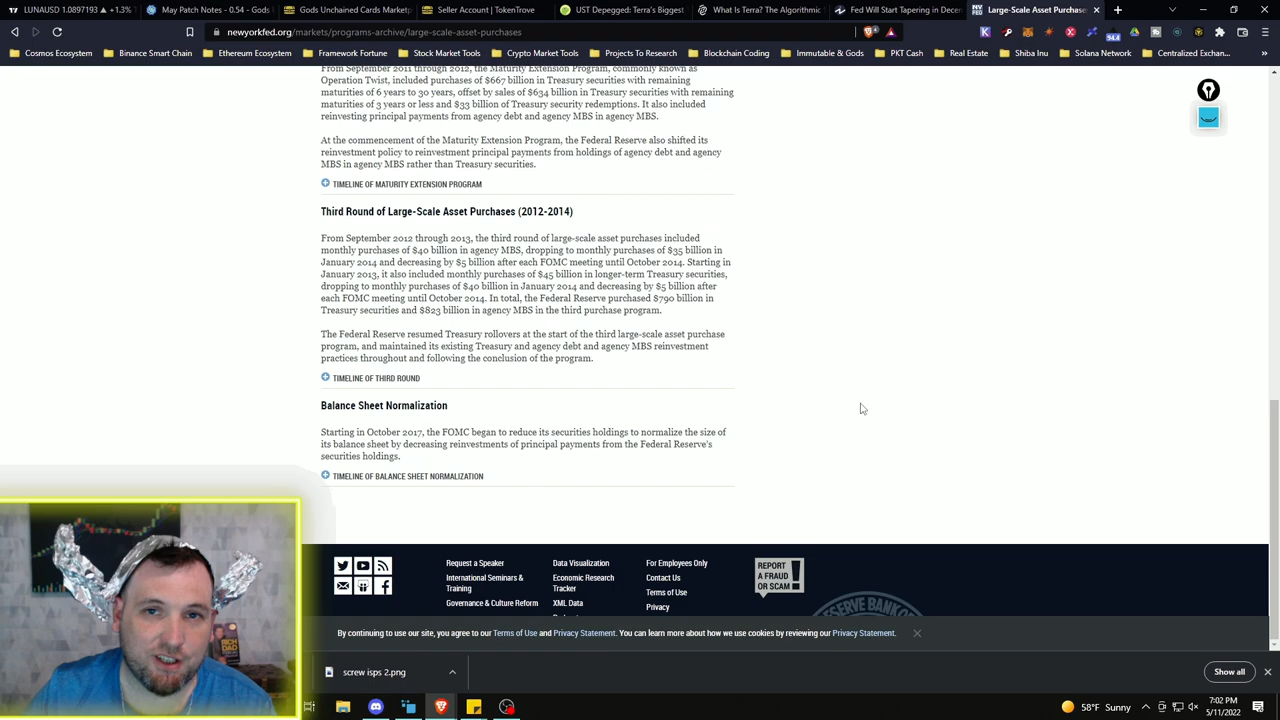 LUNAUSD 1.0897193 ▲ +1.3%
May Patch Notes - 0.54 - Gods
Gods Unchained Cards Marketp
Seller Account | TokenTrove
UST Depegged: Terra's Biggest
What Is Terra? The Algorithmic
Fed Will Start Tapering in Decem
Large-Scale Asset Purchases
newyorkfed.org/markets/programs-archive/large-scale-asset-purchases
Cosmos Ecosystem
Binance Smart Chain
Ethereum Ecosystem
Framework Fortune
Stock Market Tools
Crypto Market Tools
Projects To Research
Blockchain Coding
Immutable & Gods
PKT Cash
Real Estate
Shiba Inu
Solana Network
Centralized Exchan...
From September 2011 through 2012, the Maturity Extension Program, commonly known as
Operation Twist, included purchases of $667 billion in Treasury securities with remaining
maturities of 6 years to 30 years, offset by sales of $634 billion in Treasury securities with remaining
maturities of 3 years or less and $33 billion of Treasury security redemptions. It also included
reinvesting principal payments from agency debt and agency MBS in agency MBS.
At the commencement of the Maturity Extension Program, the Federal Reserve also shifted its
reinvestment policy to reinvestment principal payments from holdings of agency debt and agency
MBS in agency MBS rather than Treasury securities.
TIMELINE OF MATURITY EXTENSION PROGRAM
Third Round of Large-Scale Asset Purchases (2012-2014)
From September 2012 through 2013, the third round of large-scale asset purchases included
monthly purchases of $40 billion in agency MBS, dropping to monthly purchases of $35 billion in
January 2014 and decreasing by $5 billion after each FOMC meeting until October 2014. Starting in
January 2013, it also included monthly purchases of $45 billion in longer-term Treasury securities,
dropping to monthly purchases of $40 billion in January 2014 and decreasing by $5 billion after
each FOMC meeting until October 2014. In total, the Federal Reserve purchased $790 billion in
Treasury securities and $823 billion in agency MBS in the third purchase program.
The Federal Reserve resumed Treasury rollovers at the start of the third large-scale asset purchase
program, and maintained its existing Treasury and agency debt and agency MBS reinvestment
practices throughout and following the conclusion of the program.
TIMELINE OF THIRD ROUND
Balance Sheet Normalization
Starting in October 2017, the FOMC began to reduce its securities holdings to normalize the size of
its balance sheet by decreasing reinvestments of principal payments from the Federal Reserve's
securities holdings.
TIMELINE OF BALANCE SHEET NORMALIZATION
Request a Speaker
International Seminars &
Training
Governance & Culture Reform
Data Visualization
Economic Research
Tracker
XML Data
For Employees Only
Contact Us
Terms of Use
Privacy
REPORT
A FRAUD
OR SCAM
RESERVE BANK OF
By continuing to use our site, you agree to our Terms of Use and Privacy Statement. You can learn more about how we use cookies by reviewing our Privacy Statement.
RICH
DAD
screw isps 2.png
Show all
58°F Sunny
7:02 PM
5/11/2022